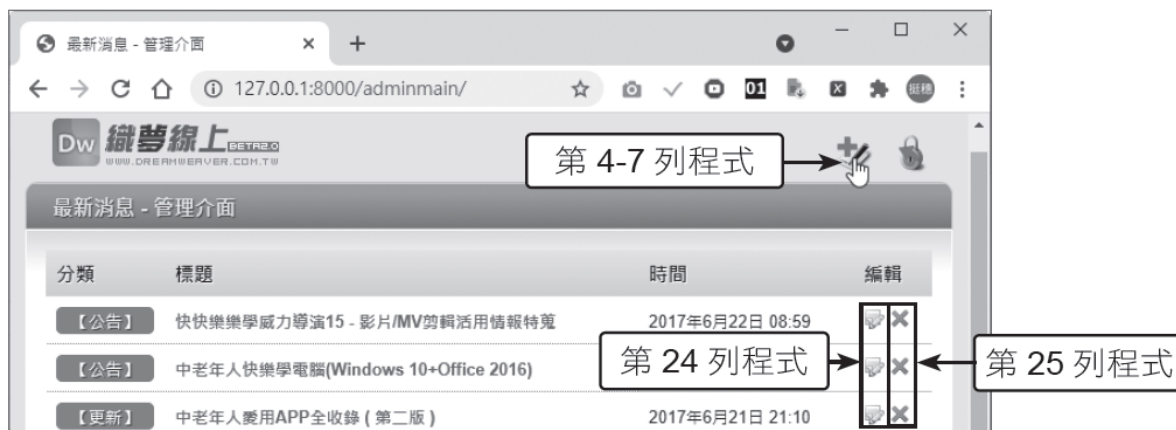 最新消息 - 管理介面
127.0.0.1:8000/adminmain/
01
挺穗
Dw 織夢線上 BETA2.0
WWW.DREAMWEAVER.COM.TW
第 4-7 列程式
最新消息 - 管理介面
分類 標題 時間 編輯
【公告】 快快樂樂學威力導演15 - 影片/MV剪輯活用情報特蒐 2017年6月22日 08:59
【公告】 中老年人快樂學電腦(Windows 10+Office 2016)
第 24 列程式
第 25 列程式
【更新】 中老年人愛用APP全收錄 ( 第二版 ) 2017年6月21日 21:10